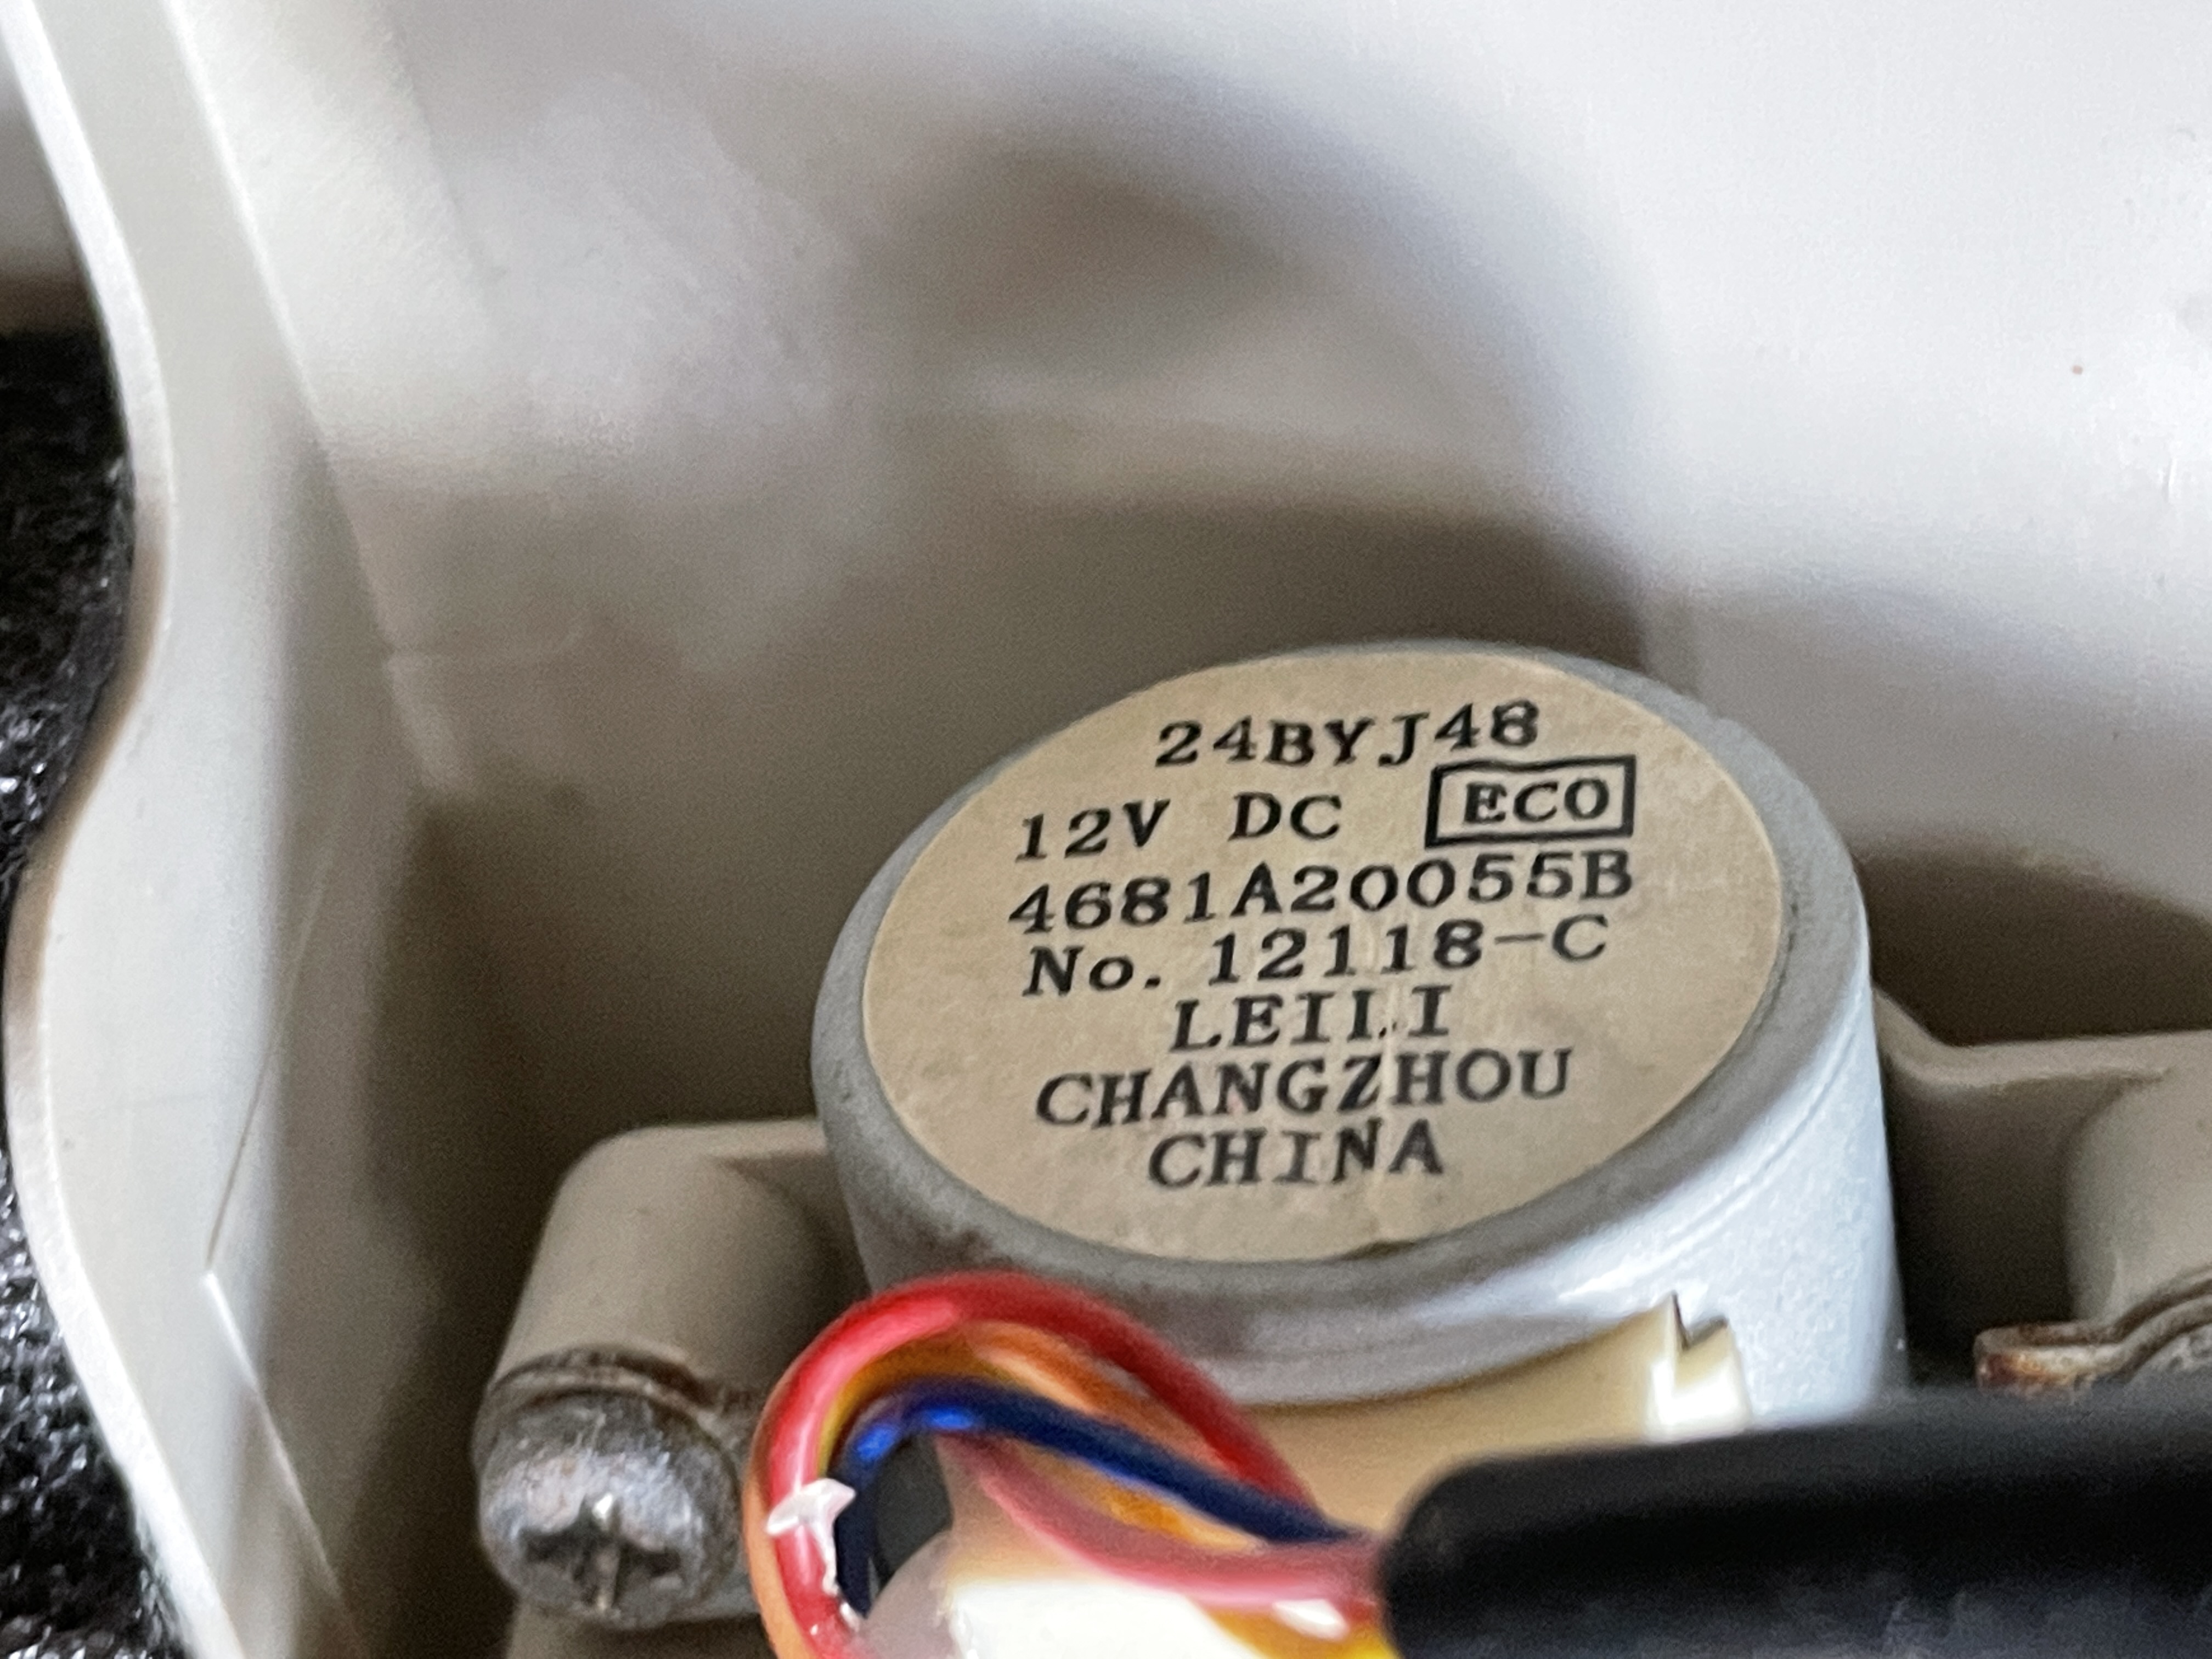 24BYJ48
12V DC ECO
4681A20055B
No. 12118-C
LEILI
CHANGZHOU
CHINA